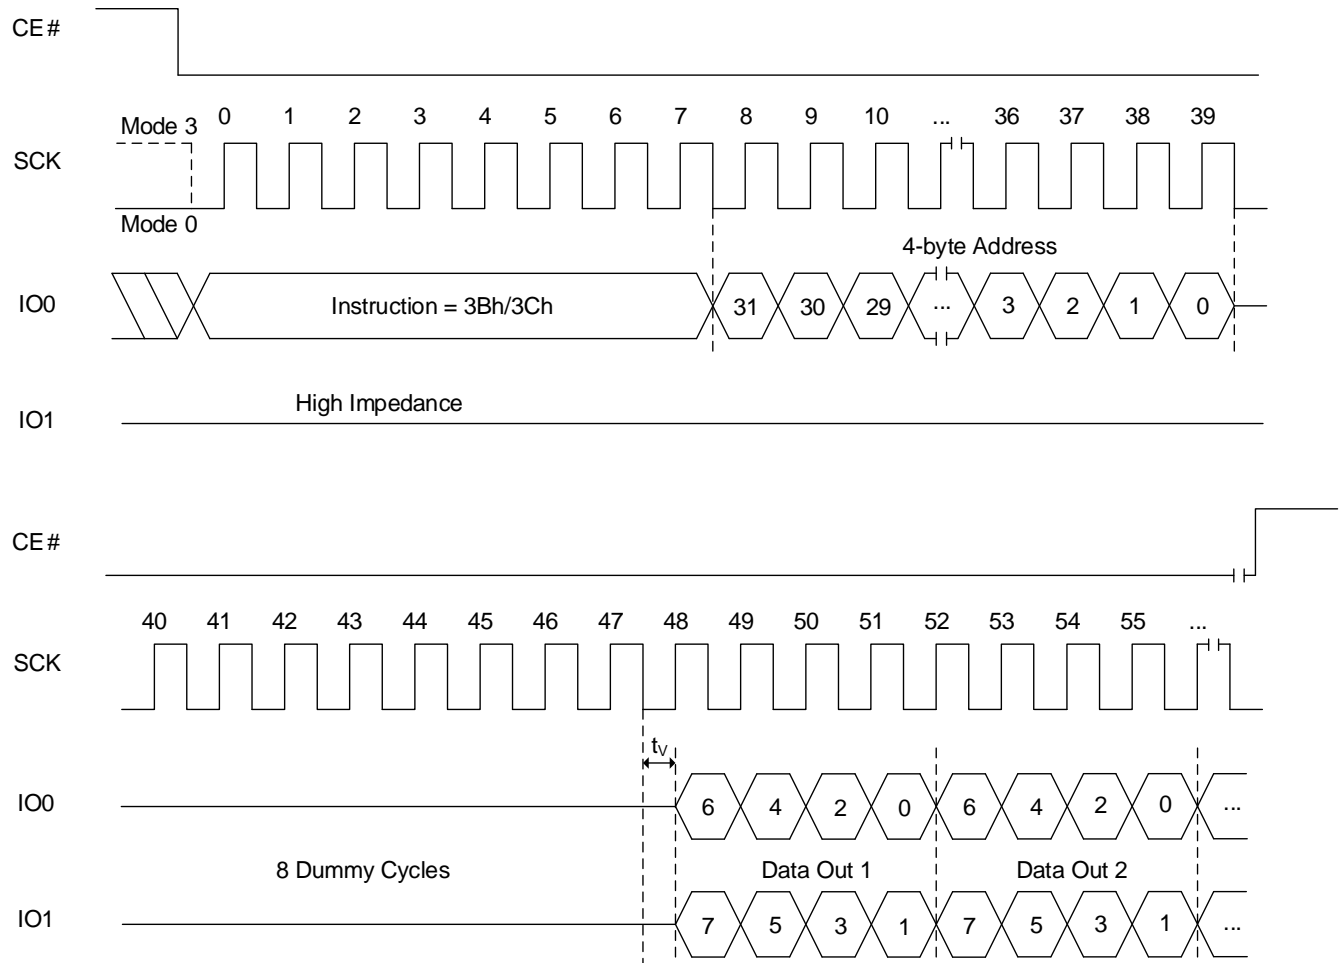 CE#
0 1 2 3 4 5 6 7 8 9 10 ... 36 37 38 39
Mode 3
SCK
Mode 0
4-byte Address
IO0 Instruction = 3Bh/3Ch 31 30 29 ... 3 2 1 0
High Impedance
IO1
CE#
40 41 42 43 44 45 46 47 48 49 50 51 52 53 54 55 ...
SCK
tV
IO0 6 4 2 0 6 4 2 0 ...
8 Dummy Cycles Data Out 1 Data Out 2
IO1 7 5 3 1 7 5 3 1 ...